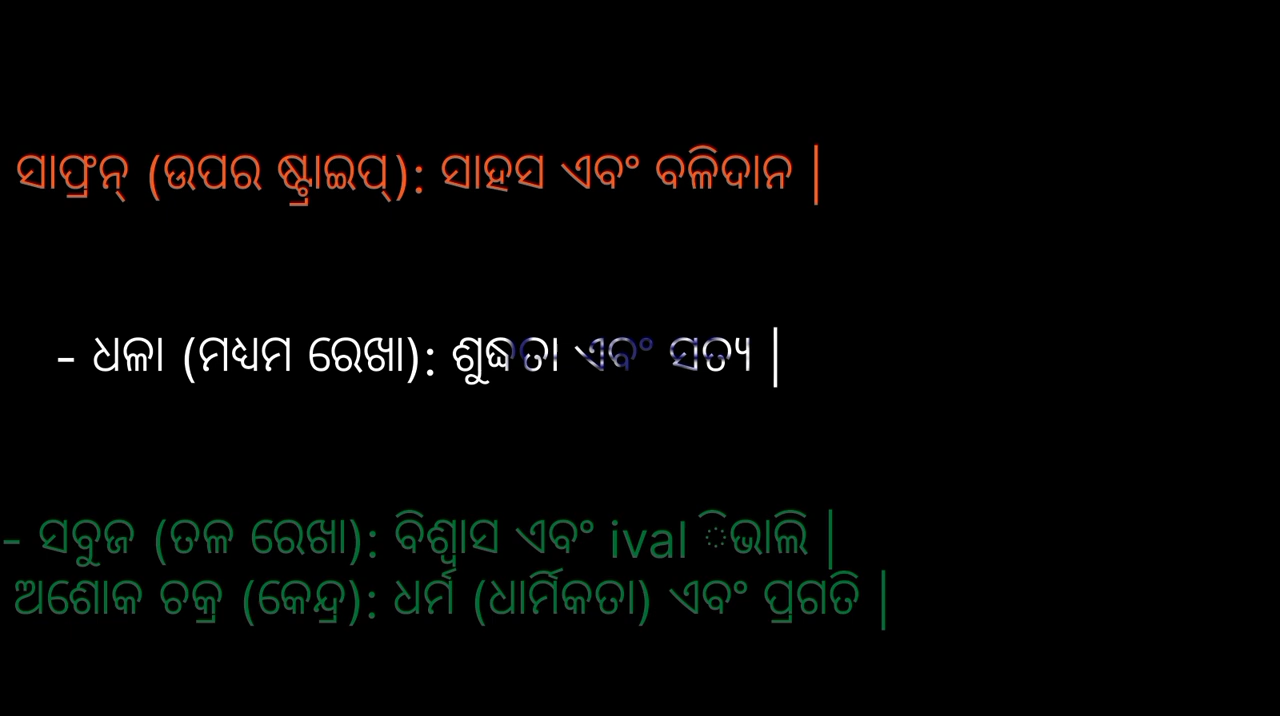 ସାଫ୍ରନ୍ (ଉପର ଷ୍ଟ୍ରାଇପ୍): ସାହସ ଏବଂ ବଳିଦାନ |
- ଧଳା (ମଧ୍ୟମ ରେଖା): ଶୁଦ୍ଧତା ଏବଂ ସତ୍ୟ |
- ସବୁଜ (ତଳ ରେଖା): ବିଶ୍ୱାସ ଏବଂ ival ିଭାଲି |
ଅଶୋକ ଚକ୍ର (କେନ୍ଦ୍ର): ଧର୍ମ (ଧାର୍ମିକତା) ଏବଂ ପ୍ରଗତି |